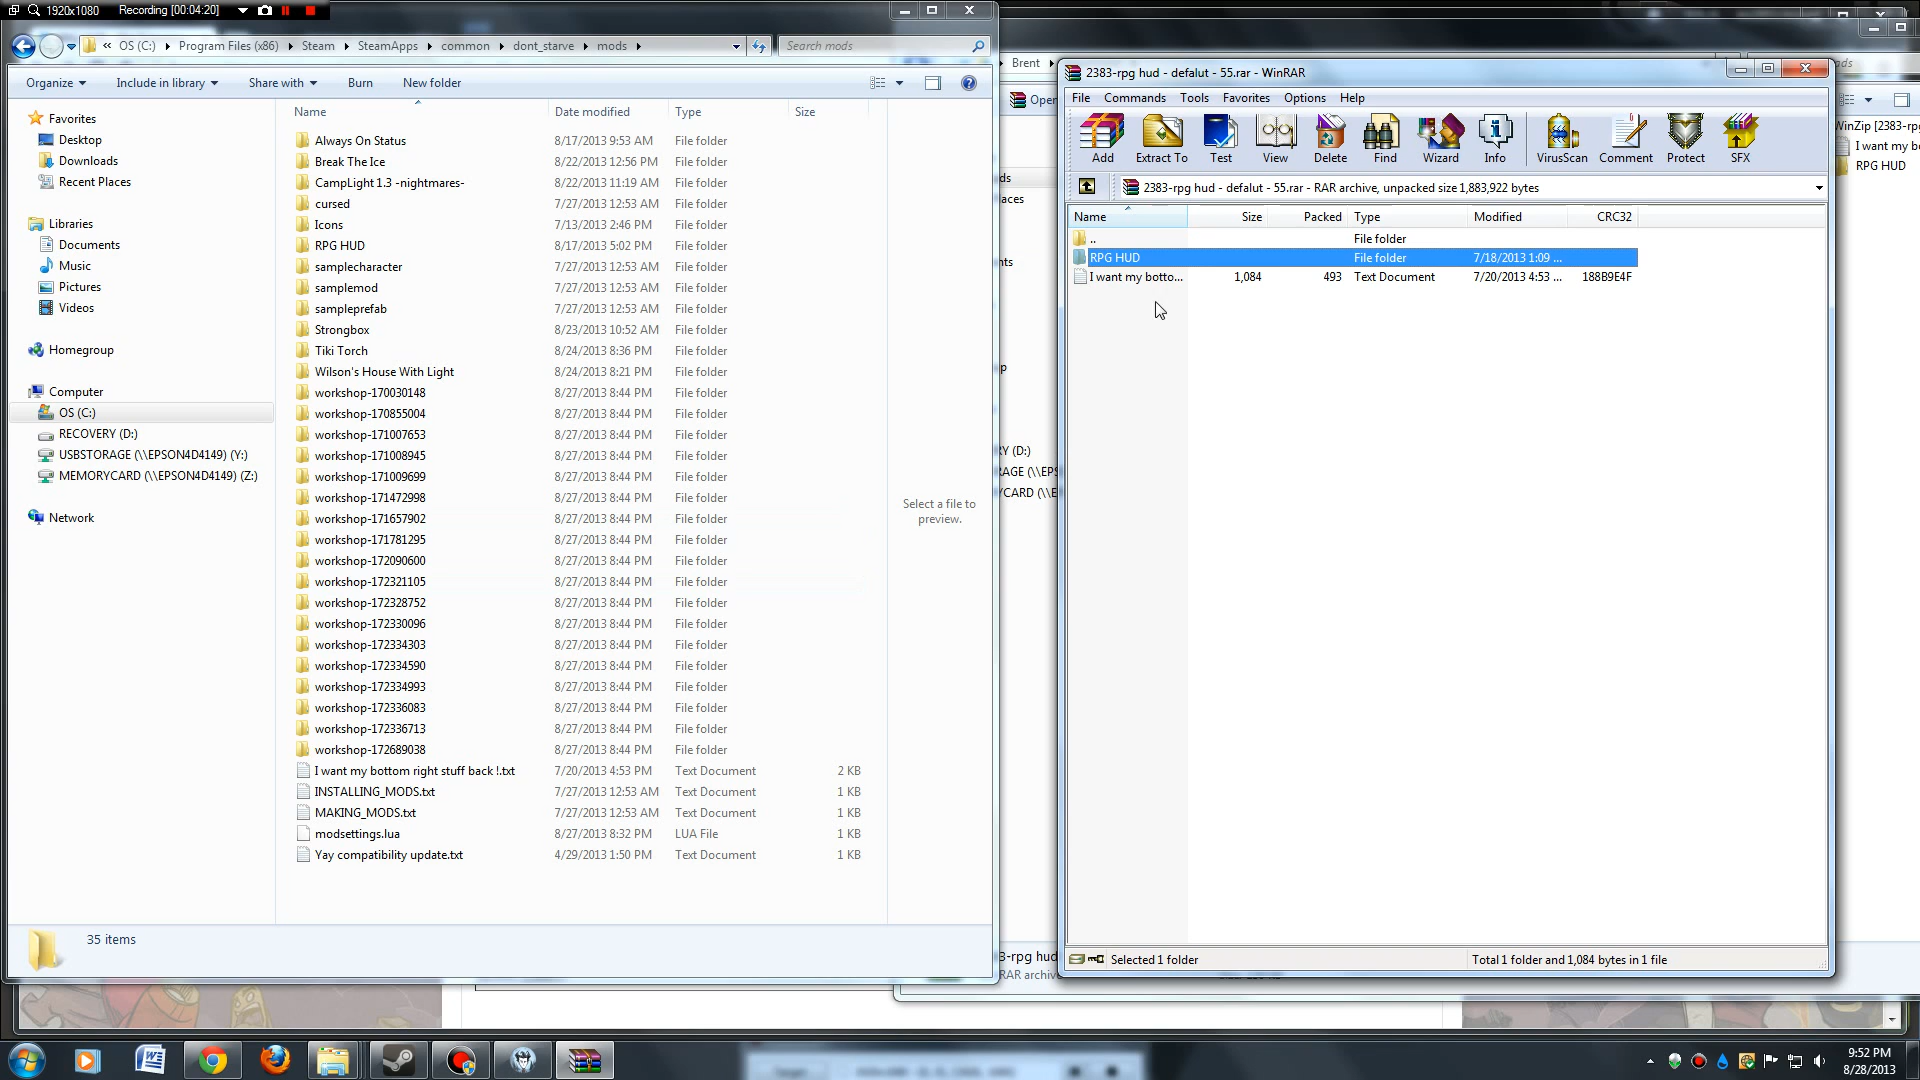 1920x1080 Recording [00:04:20]
« OS (C:) Program Files (x86) Steam SteamApps common dont_starve mods Search mods
Organize Include in library Share with Burn New folder
Favorites
Desktop
Downloads
Recent Places
Libraries
Documents
Music
Pictures
Videos
Homegroup
Computer
OS (C:)
RECOVERY (D:)
USBSTORAGE (\\EPSON4D4149) (Y:)
MEMORYCARD (\\EPSON4D4149) (Z:)
Network
Name Date modified Type Size
Always On Status 8/17/2013 9:53 AM File folder
Break The Ice 8/22/2013 12:56 PM File folder
CampLight 1.3 -nightmares- 8/22/2013 11:19 AM File folder
cursed 7/27/2013 12:53 AM File folder
Icons 7/13/2013 2:46 PM File folder
RPG HUD 8/17/2013 5:02 PM File folder
samplecharacter 7/27/2013 12:53 AM File folder
samplemod 7/27/2013 12:53 AM File folder
sampleprefab 7/27/2013 12:53 AM File folder
Strongbox 8/23/2013 10:52 AM File folder
Tiki Torch 8/24/2013 8:36 PM File folder
Wilson's House With Light 8/24/2013 8:21 PM File folder
workshop-170030148 8/27/2013 8:44 PM File folder
workshop-170855004 8/27/2013 8:44 PM File folder
workshop-171007653 8/27/2013 8:44 PM File folder
workshop-171008945 8/27/2013 8:44 PM File folder
workshop-171009699 8/27/2013 8:44 PM File folder
workshop-171472998 8/27/2013 8:44 PM File folder
workshop-171657902 8/27/2013 8:44 PM File folder
workshop-171781295 8/27/2013 8:44 PM File folder
workshop-172090600 8/27/2013 8:44 PM File folder
workshop-172321105 8/27/2013 8:44 PM File folder
workshop-172328752 8/27/2013 8:44 PM File folder
workshop-172330096 8/27/2013 8:44 PM File folder
workshop-172334303 8/27/2013 8:44 PM File folder
workshop-172334590 8/27/2013 8:44 PM File folder
workshop-172334993 8/27/2013 8:44 PM File folder
workshop-172336083 8/27/2013 8:44 PM File folder
workshop-172336713 8/27/2013 8:44 PM File folder
workshop-172689038 8/27/2013 8:44 PM File folder
I want my bottom right stuff back !.txt 7/20/2013 4:53 PM Text Document 2 KB
INSTALLING_MODS.txt 7/27/2013 12:53 AM Text Document 1 KB
MAKING_MODS.txt 7/27/2013 12:53 AM Text Document 1 KB
modsettings.lua 8/27/2013 8:32 PM LUA File 1 KB
Yay compatibility update.txt 4/29/2013 1:50 PM Text Document 1 KB
Select a file to
preview.
35 items
Brent
Open
ds
aces
nts
p
RY (D:)
RAGE (\\EPS
YCARD (\\E
3-rpg hud
RAR archiv
2383-rpg hud - defalut - 55.rar - WinRAR
File Commands Tools Favorites Options Help
Add Extract To Test View Delete Find Wizard Info VirusScan Comment Protect SFX
2383-rpg hud - defalut - 55.rar - RAR archive, unpacked size 1,883,922 bytes
Name Size Packed Type Modified CRC32
.. File folder
RPG HUD File folder 7/18/2013 1:09 ...
I want my botto... 1,084 493 Text Document 7/20/2013 4:53 ... 188B9E4F
Selected 1 folder Total 1 folder and 1,084 bytes in 1 file
ads
WinZip [2383-rp
I want my bo
RPG HUD
9:52 PM
8/28/2013